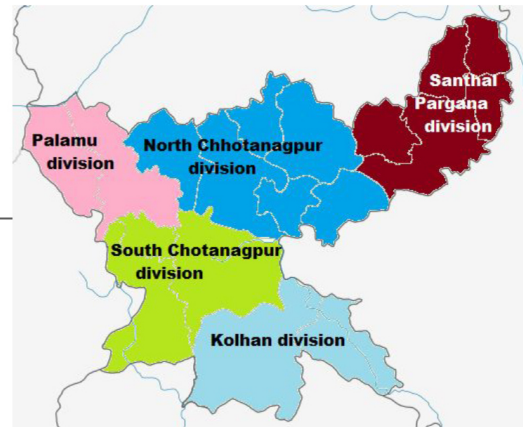 Santhal
Pargana
division
Palamu
division
North Chhotanagpur
division
South Chotanagpur
division
Kolhan division